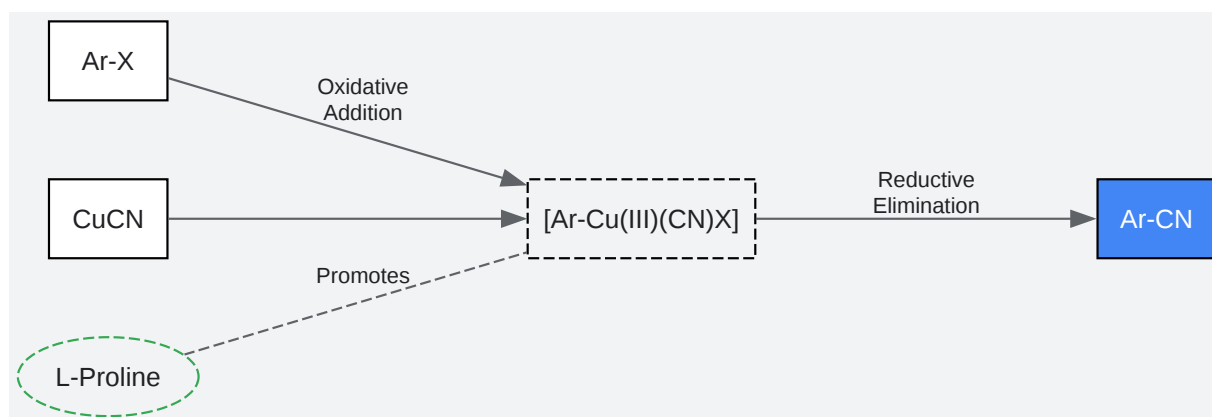 Ar-X
Oxidative
Addition
CuCN
[Ar-Cu(III)(CN)X]
Reductive
Elimination
Ar-CN
Promotes
L-Proline